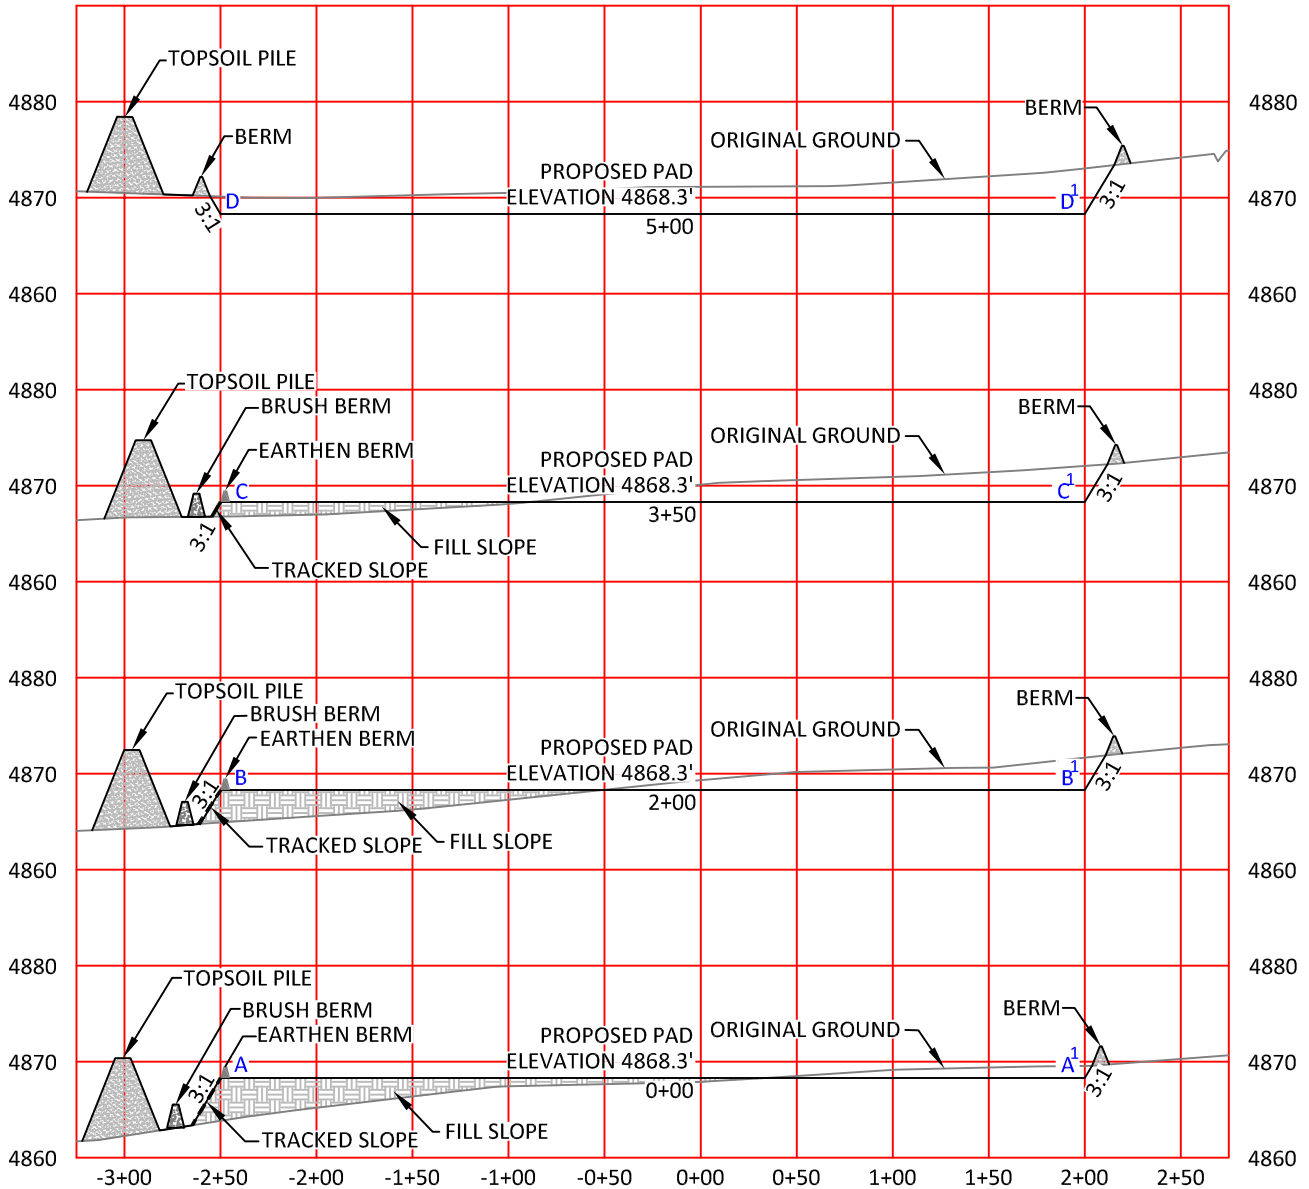 TOPSOIL PILE
4880
BERM
4880
BERM
ORIGINAL GROUND
PROPOSED PAD
ELEVATION 4868.3'
4870
D
D1
4870
3:1
3:1
5+00
4860
4860
4880
TOPSOIL PILE
4880
BRUSH BERM
BERM
EARTHEN BERM
ORIGINAL GROUND
PROPOSED PAD
ELEVATION 4868.3'
4870
C
C1
4870
3:1
3:1
3+50
FILL SLOPE
TRACKED SLOPE
4860
4860
4880
4880
TOPSOIL PILE
BRUSH BERM
BERM
EARTHEN BERM
ORIGINAL GROUND
PROPOSED PAD
ELEVATION 4868.3'
4870
B
B1
4870
3:1
3:1
2+00
TRACKED SLOPE
FILL SLOPE
4860
4860
4880
4880
TOPSOIL PILE
BRUSH BERM
BERM
EARTHEN BERM
ORIGINAL GROUND
PROPOSED PAD
ELEVATION 4868.3'
4870
A
A1
4870
3:1
3:1
0+00
TRACKED SLOPE
FILL SLOPE
4860
4860
-3+00 -2+50 -2+00 -1+50 -1+00 -0+50 0+00 0+50 1+00 1+50 2+00 2+50